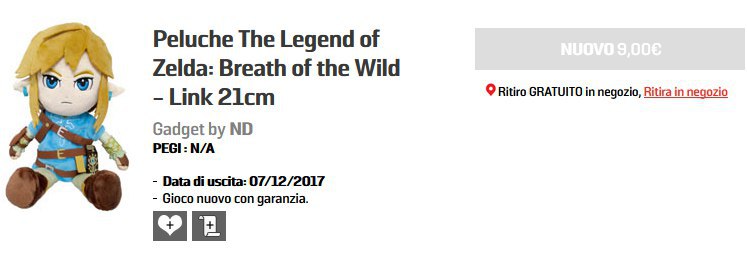 Peluche The Legend of
Zelda: Breath of the Wild
- Link 21cm
Gadget by ND
PEGI : N/A
- Data di uscita: 07/12/2017
- Gioco nuovo con garanzia.
NUOVO 9,00€
Ritiro GRATUITO in negozio, Ritira in negozio